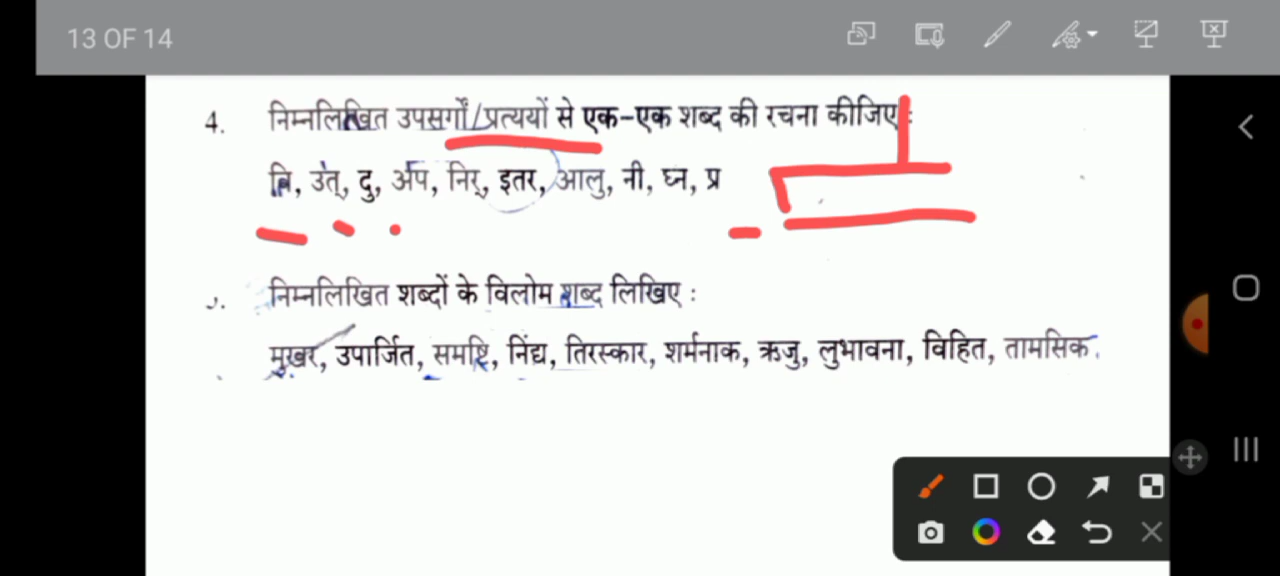 13 OF 14
4. निम्नलिखित उपसर्गों/प्रत्ययों से एक-एक शब्द की रचना कीजिए :
नि, उत्, दु, अप, निर्, इतर, आलु, नी, घ्न, प्र
निम्नलिखित शब्दों के विलोम शब्द लिखिए :
मुखर, उपार्जित, समष्टि, निंद्य, तिरस्कार, शर्मनाक, ऋजु, लुभावना, विहित, तामसिक.